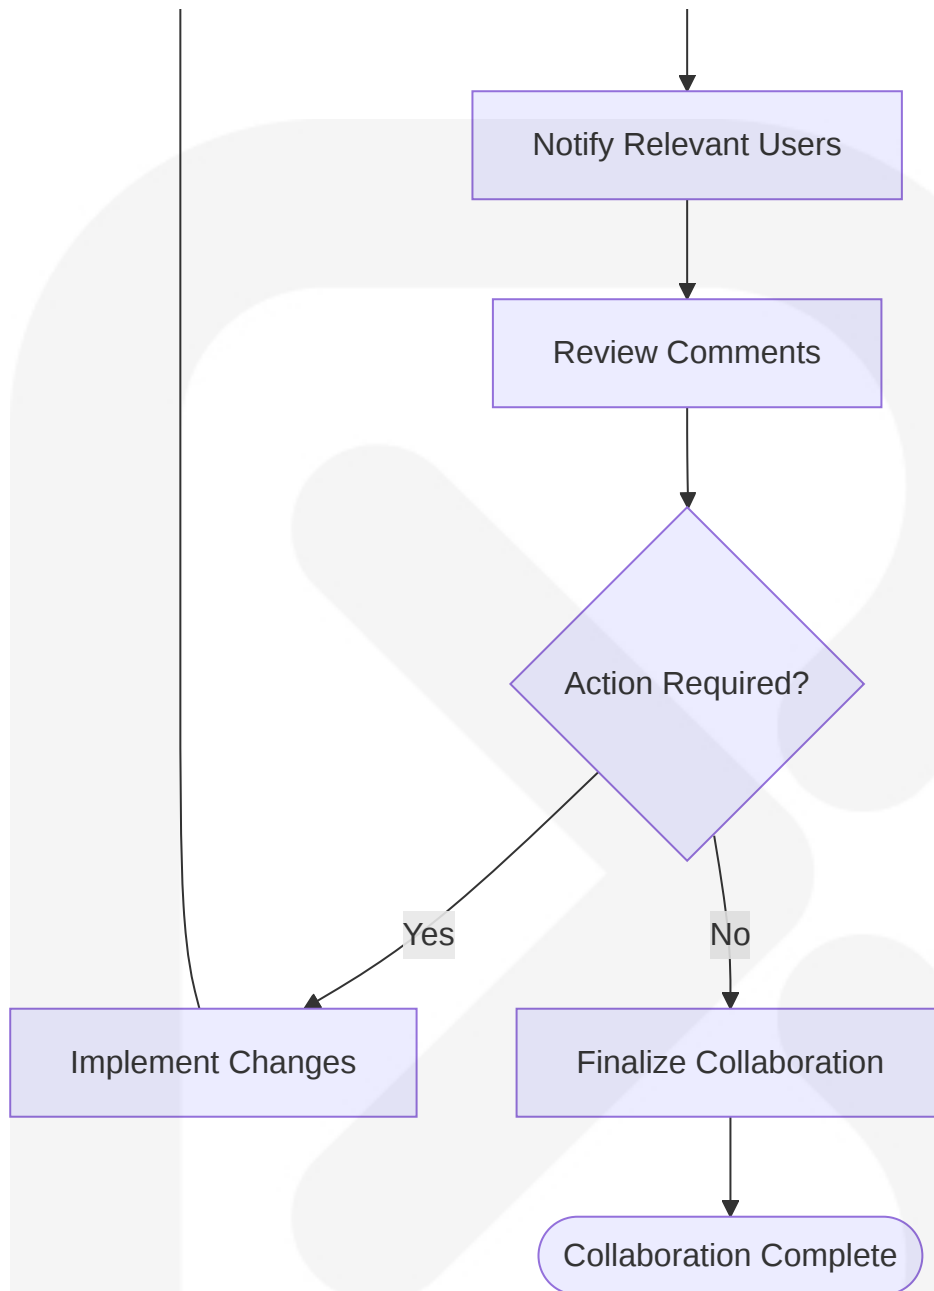 Notify Relevant Users
Review Comments
Action Required?
Yes
No
Implement Changes
Finalize Collaboration
Collaboration Complete